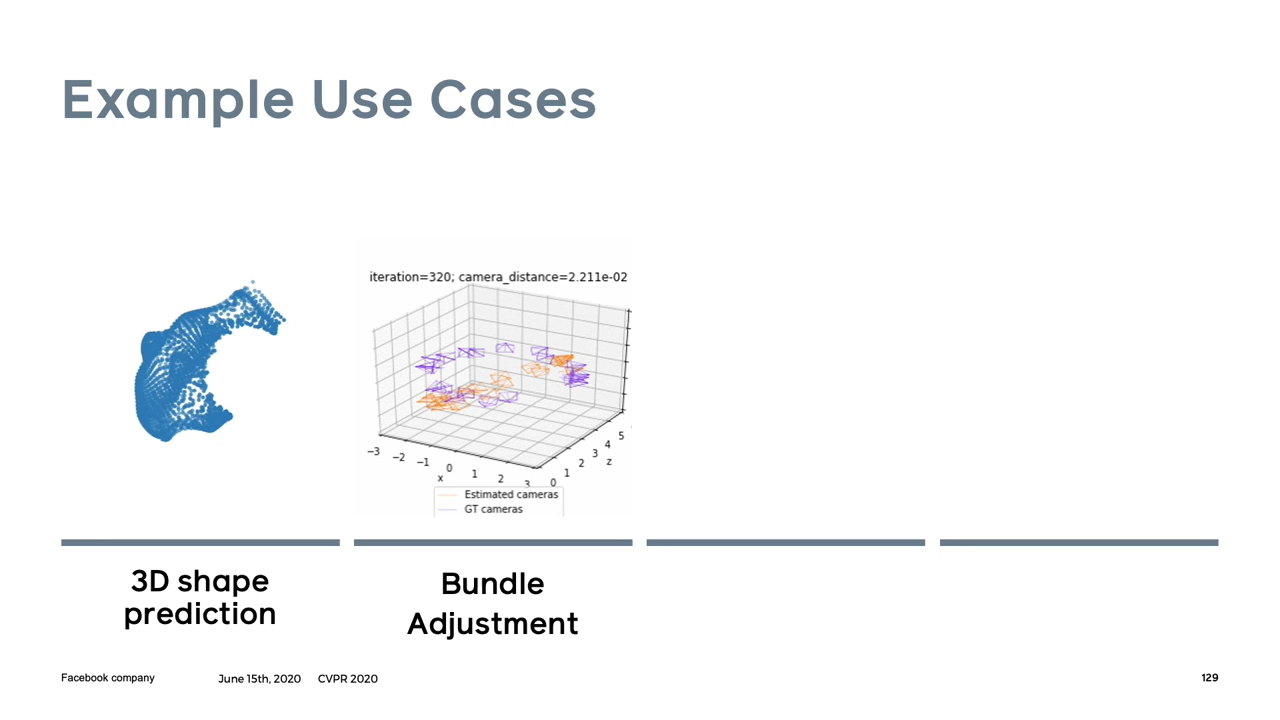 Example Use Cases
iteration=320; camera_distance=2.211e-02
−3
−2
−1
0
1
2
3
x
0
1
2
3
4
5
z
Estimated cameras
GT cameras
3D shape
prediction
Bundle
Adjustment
Facebook company
June 15th, 2020
CVPR 2020
129